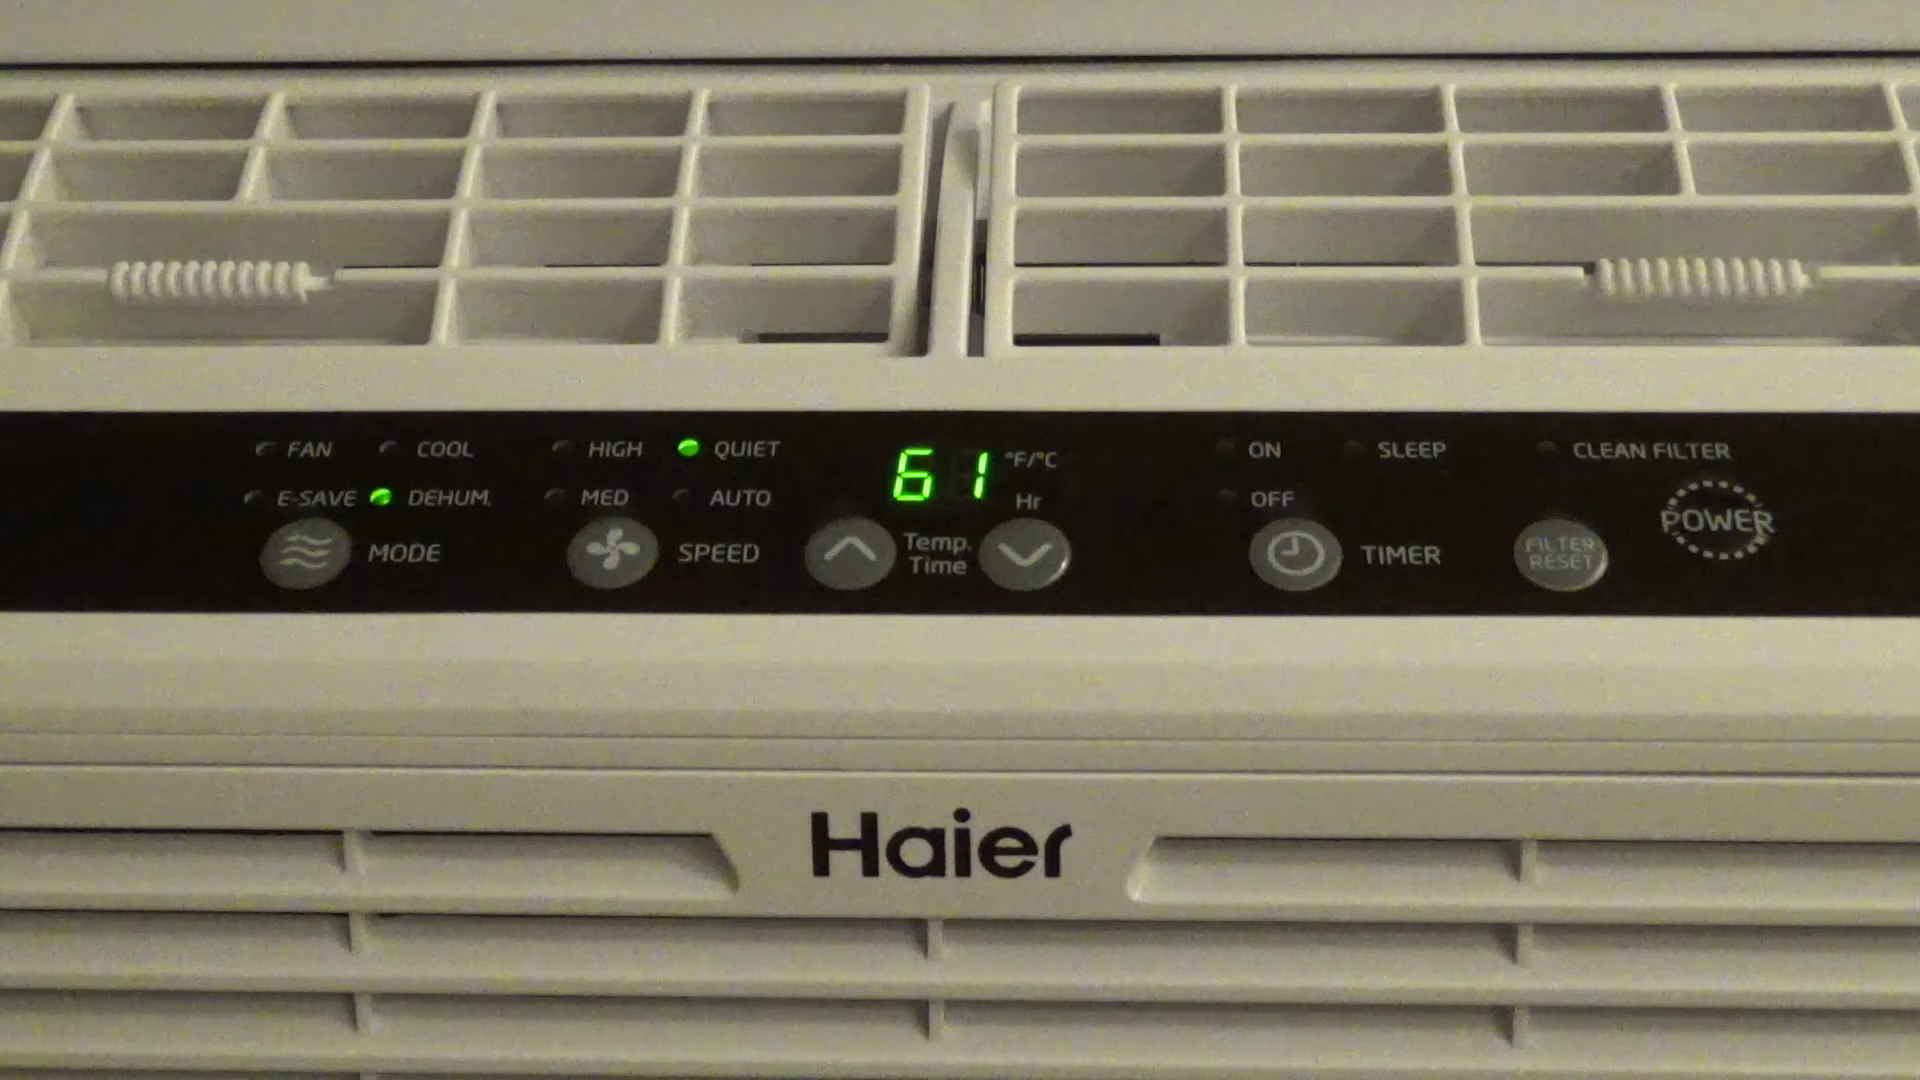 FAN COOL HIGH QUIET 61 °F/°C ON SLEEP CLEAN FILTER
E-SAVE DEHUM. MED AUTO Hr OFF
POWER
MODE SPEED Temp. TIMER FILTER
Time RESET
Haier